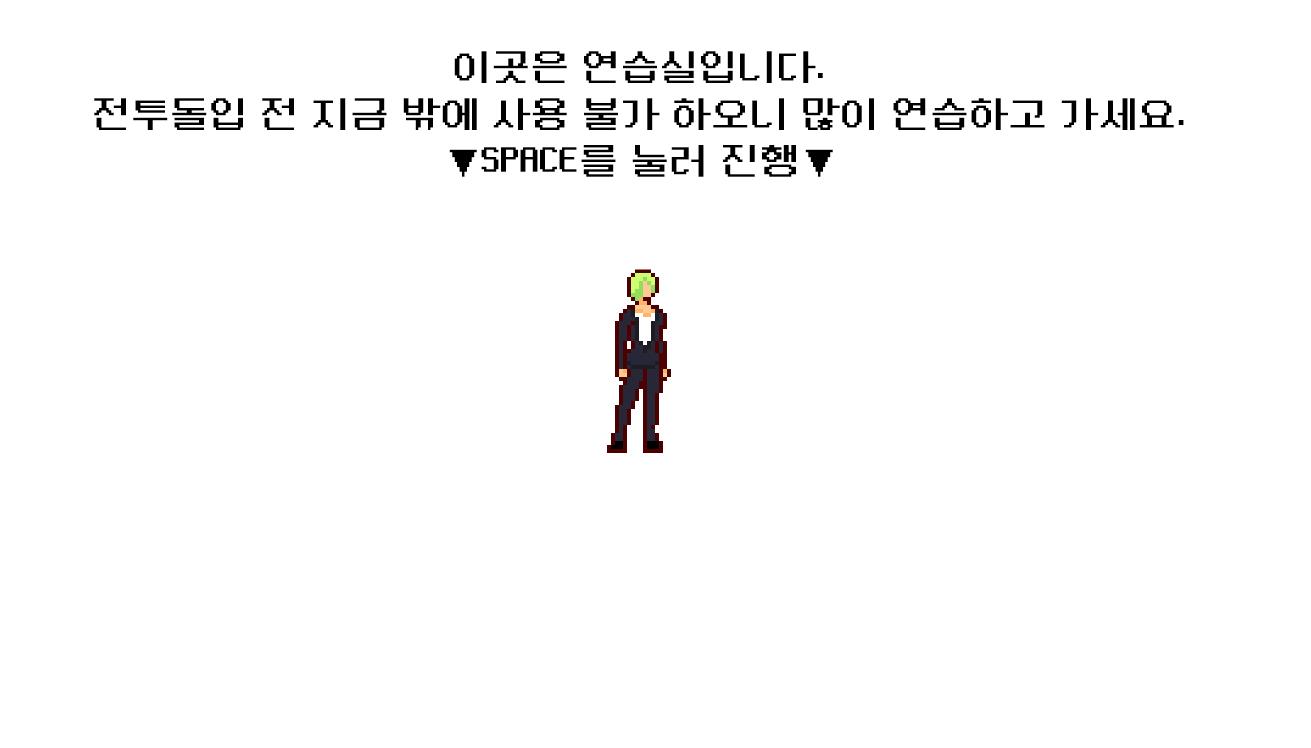 이곳은 연습실입니다.
전투돌입 전 지금 밖에 사용 불가 하오니 많이 연습하고 가세요.
▼SPACE를 눌러 진행▼